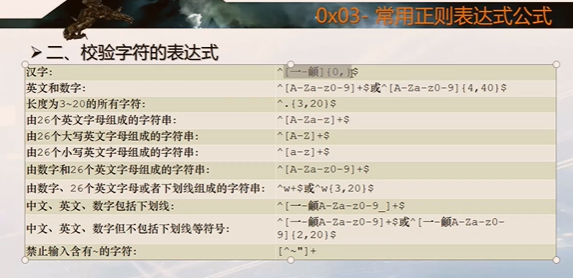 0x03- 常用正则表达式公式
二、校验字符的表达式
汉字: ^[一-龥]{0,}$
英文和数字: ^[A-Za-z0-9]+$或^[A-Za-z0-9]{4,40}$
长度为3~20的所有字符: ^.{3,20}$
由26个英文字母组成的字符串: ^[A-Za-z]+$
由26个大写英文字母组成的字符串: ^[A-Z]+$
由26个小写英文字母组成的字符串: ^[a-z]+$
由数字和26个英文字母组成的字符串: ^[A-Za-z0-9]+$
由数字、26个英文字母或者下划线组成的字符串: ^w+$或^w{3,20}$
中文、英文、数字包括下划线: ^[一-龥A-Za-z0-9_]+$
中文、英文、数字但不包括下划线等符号: ^[一-龥A-Za-z0-9]+$或^[一-龥A-Za-z0-
9]{2,20}$
禁止输入含有~的字符: [^~"]+